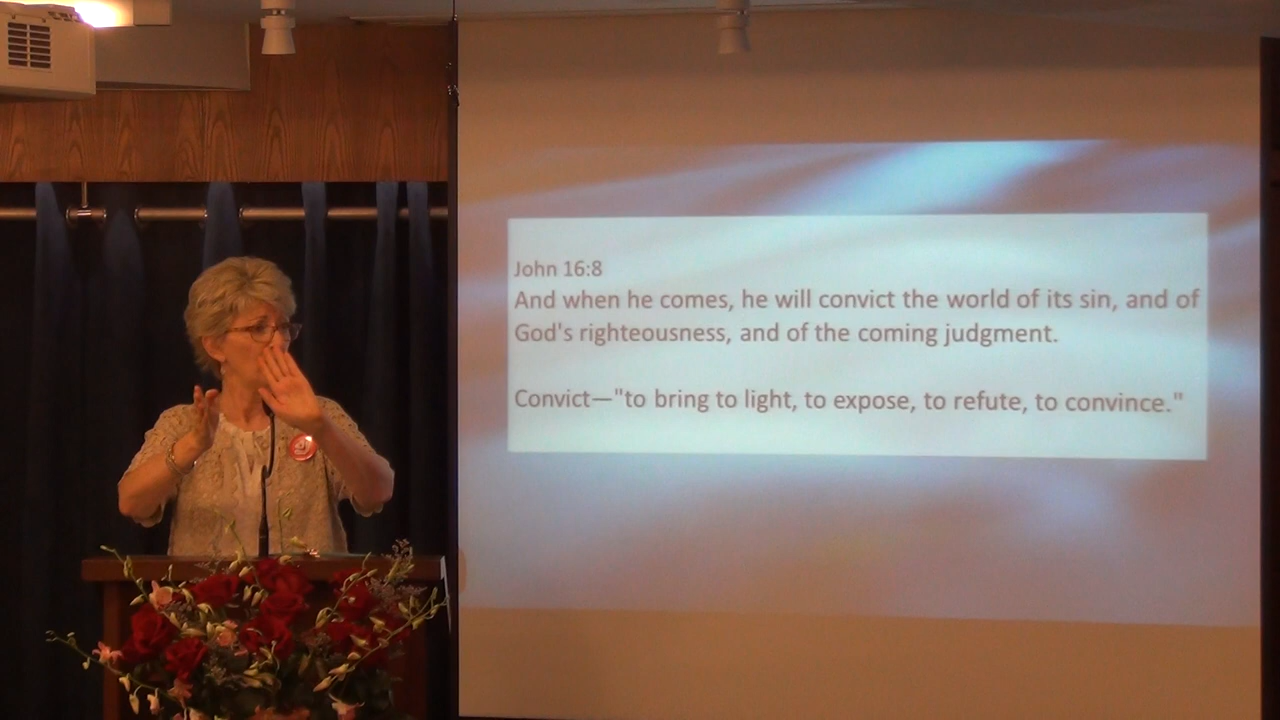 John 16:8
And when he comes, he will convict the world of its sin, and of
God's righteousness, and of the coming judgment.
Convict—"to bring to light, to expose, to refute, to convince."